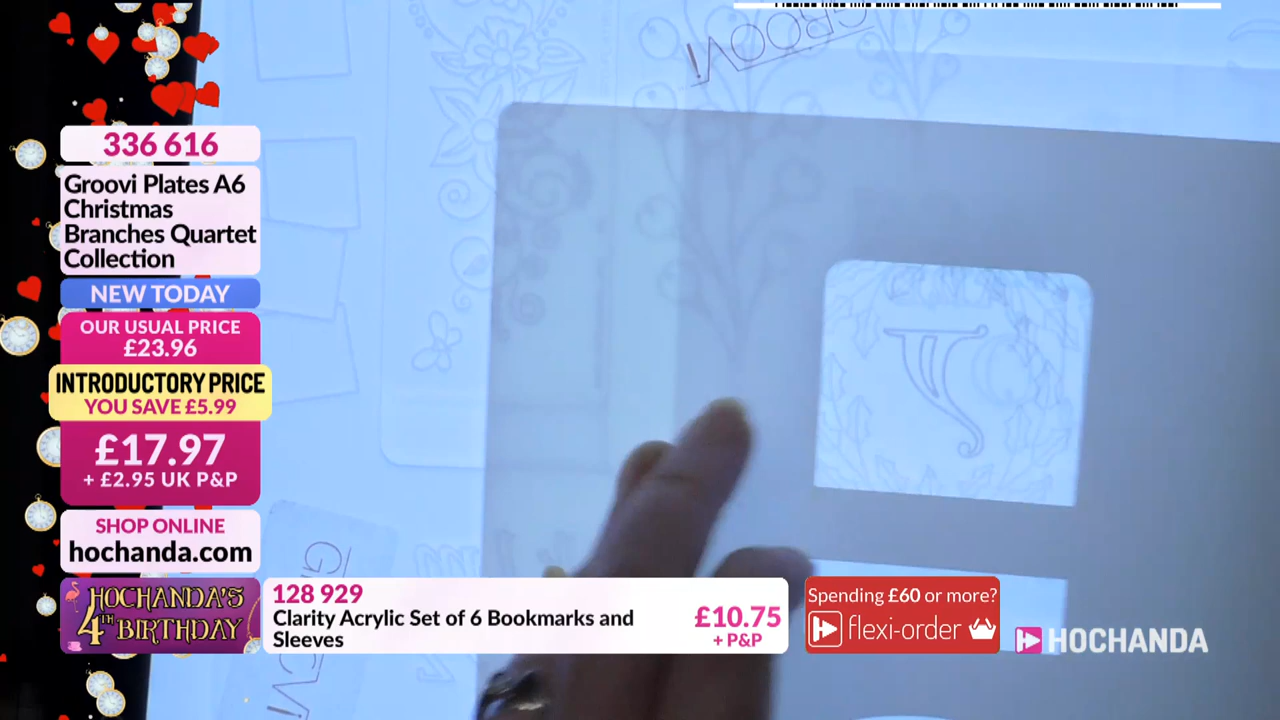 GROOVI
336 616
Groovi Plates A6
Christmas
Branches Quartet
Collection
NEW TODAY
OUR USUAL PRICE
£23.96
INTRODUCTORY PRICE
YOU SAVE £5.99
£17.97
+ £2.95 UK P&P
SHOP ONLINE
hochanda.com
HOCHANDA'S
4TH BIRTHDAY
128 929
Clarity Acrylic Set of 6 Bookmarks and
Sleeves
£10.75
+ P&P
Spending £60 or more?
flexi-order
HOCHANDA